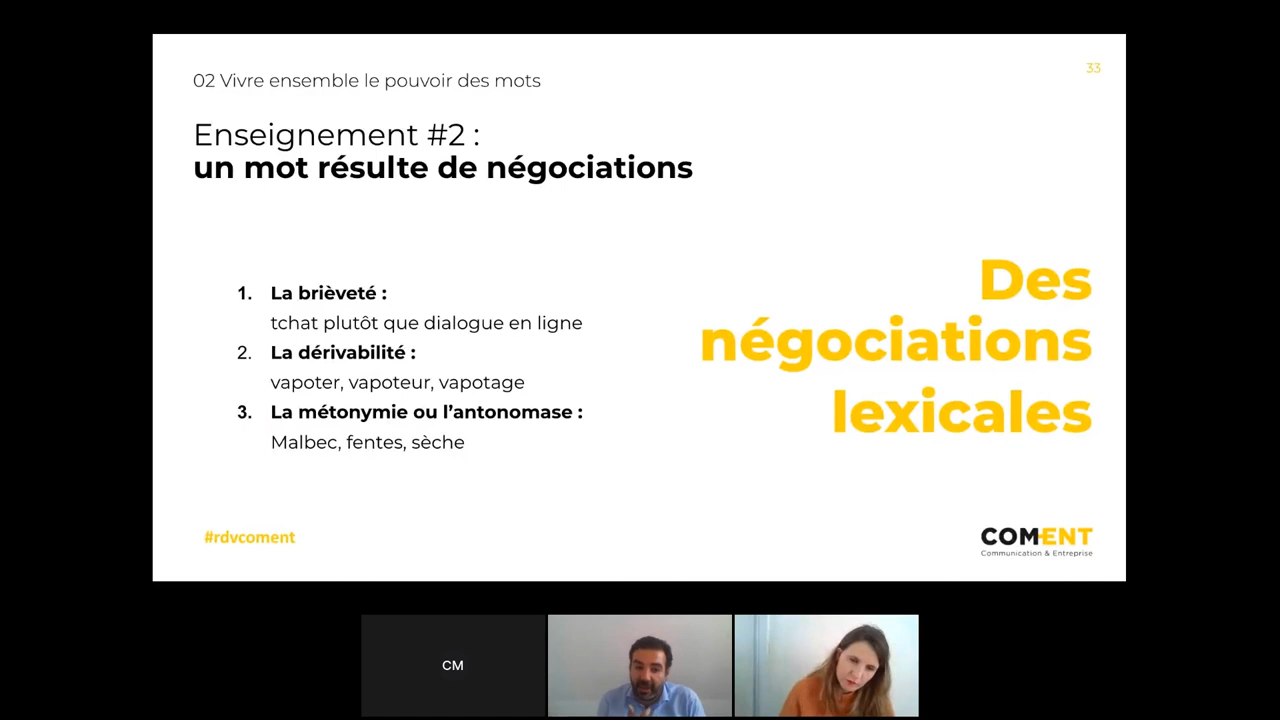 02 Vivre ensemble le pouvoir des mots
33
Enseignement #2 :
un mot résulte de négociations
1. La brièveté :
tchat plutôt que dialogue en ligne
2. La dérivabilité :
vapoter, vapoteur, vapotage
3. La métonymie ou l'antonomase :
Malbec, fentes, sèche
Des
négociations
lexicales
#rdvcoment
COMENT
Communication & Entreprise
CM